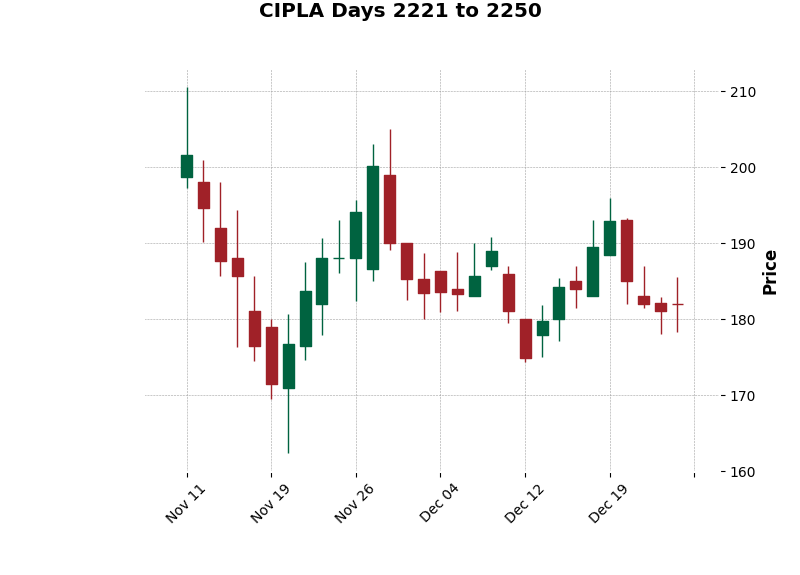 CIPLA Days 2221 to 2250
210
200
190
180
170
160
Price
Nov 11
Nov 19
Nov 26
Dec 04
Dec 12
Dec 19